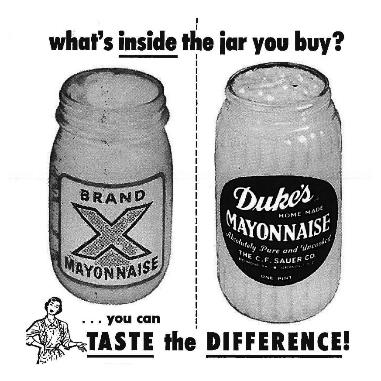 what's inside the jar you buy?
BRAND
X
MAYONNAISE
Duke's
HOME MADE
MAYONNAISE
Absolutely Pure and
THE C.F. SAUER CO.
ONE PINT
. . . you can
TASTE the DIFFERENCE!